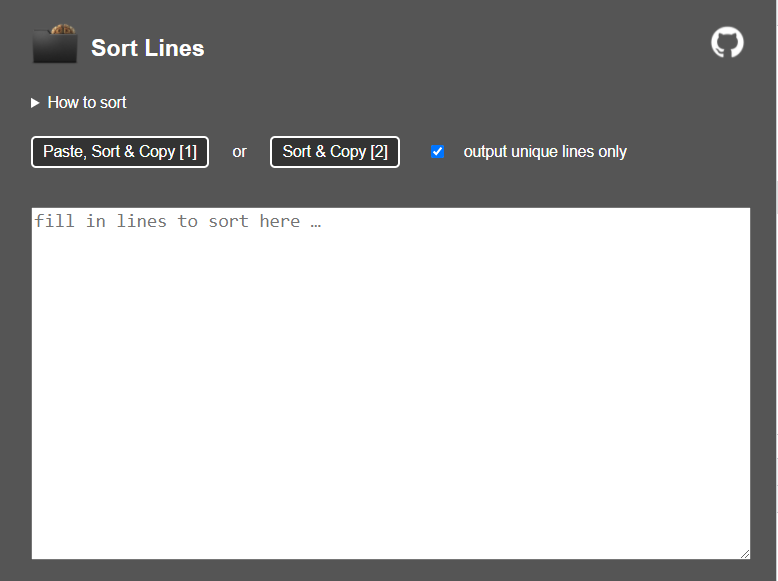 Sort Lines
How to sort
Paste, Sort & Copy [1] or Sort & Copy [2] output unique lines only
fill in lines to sort here …